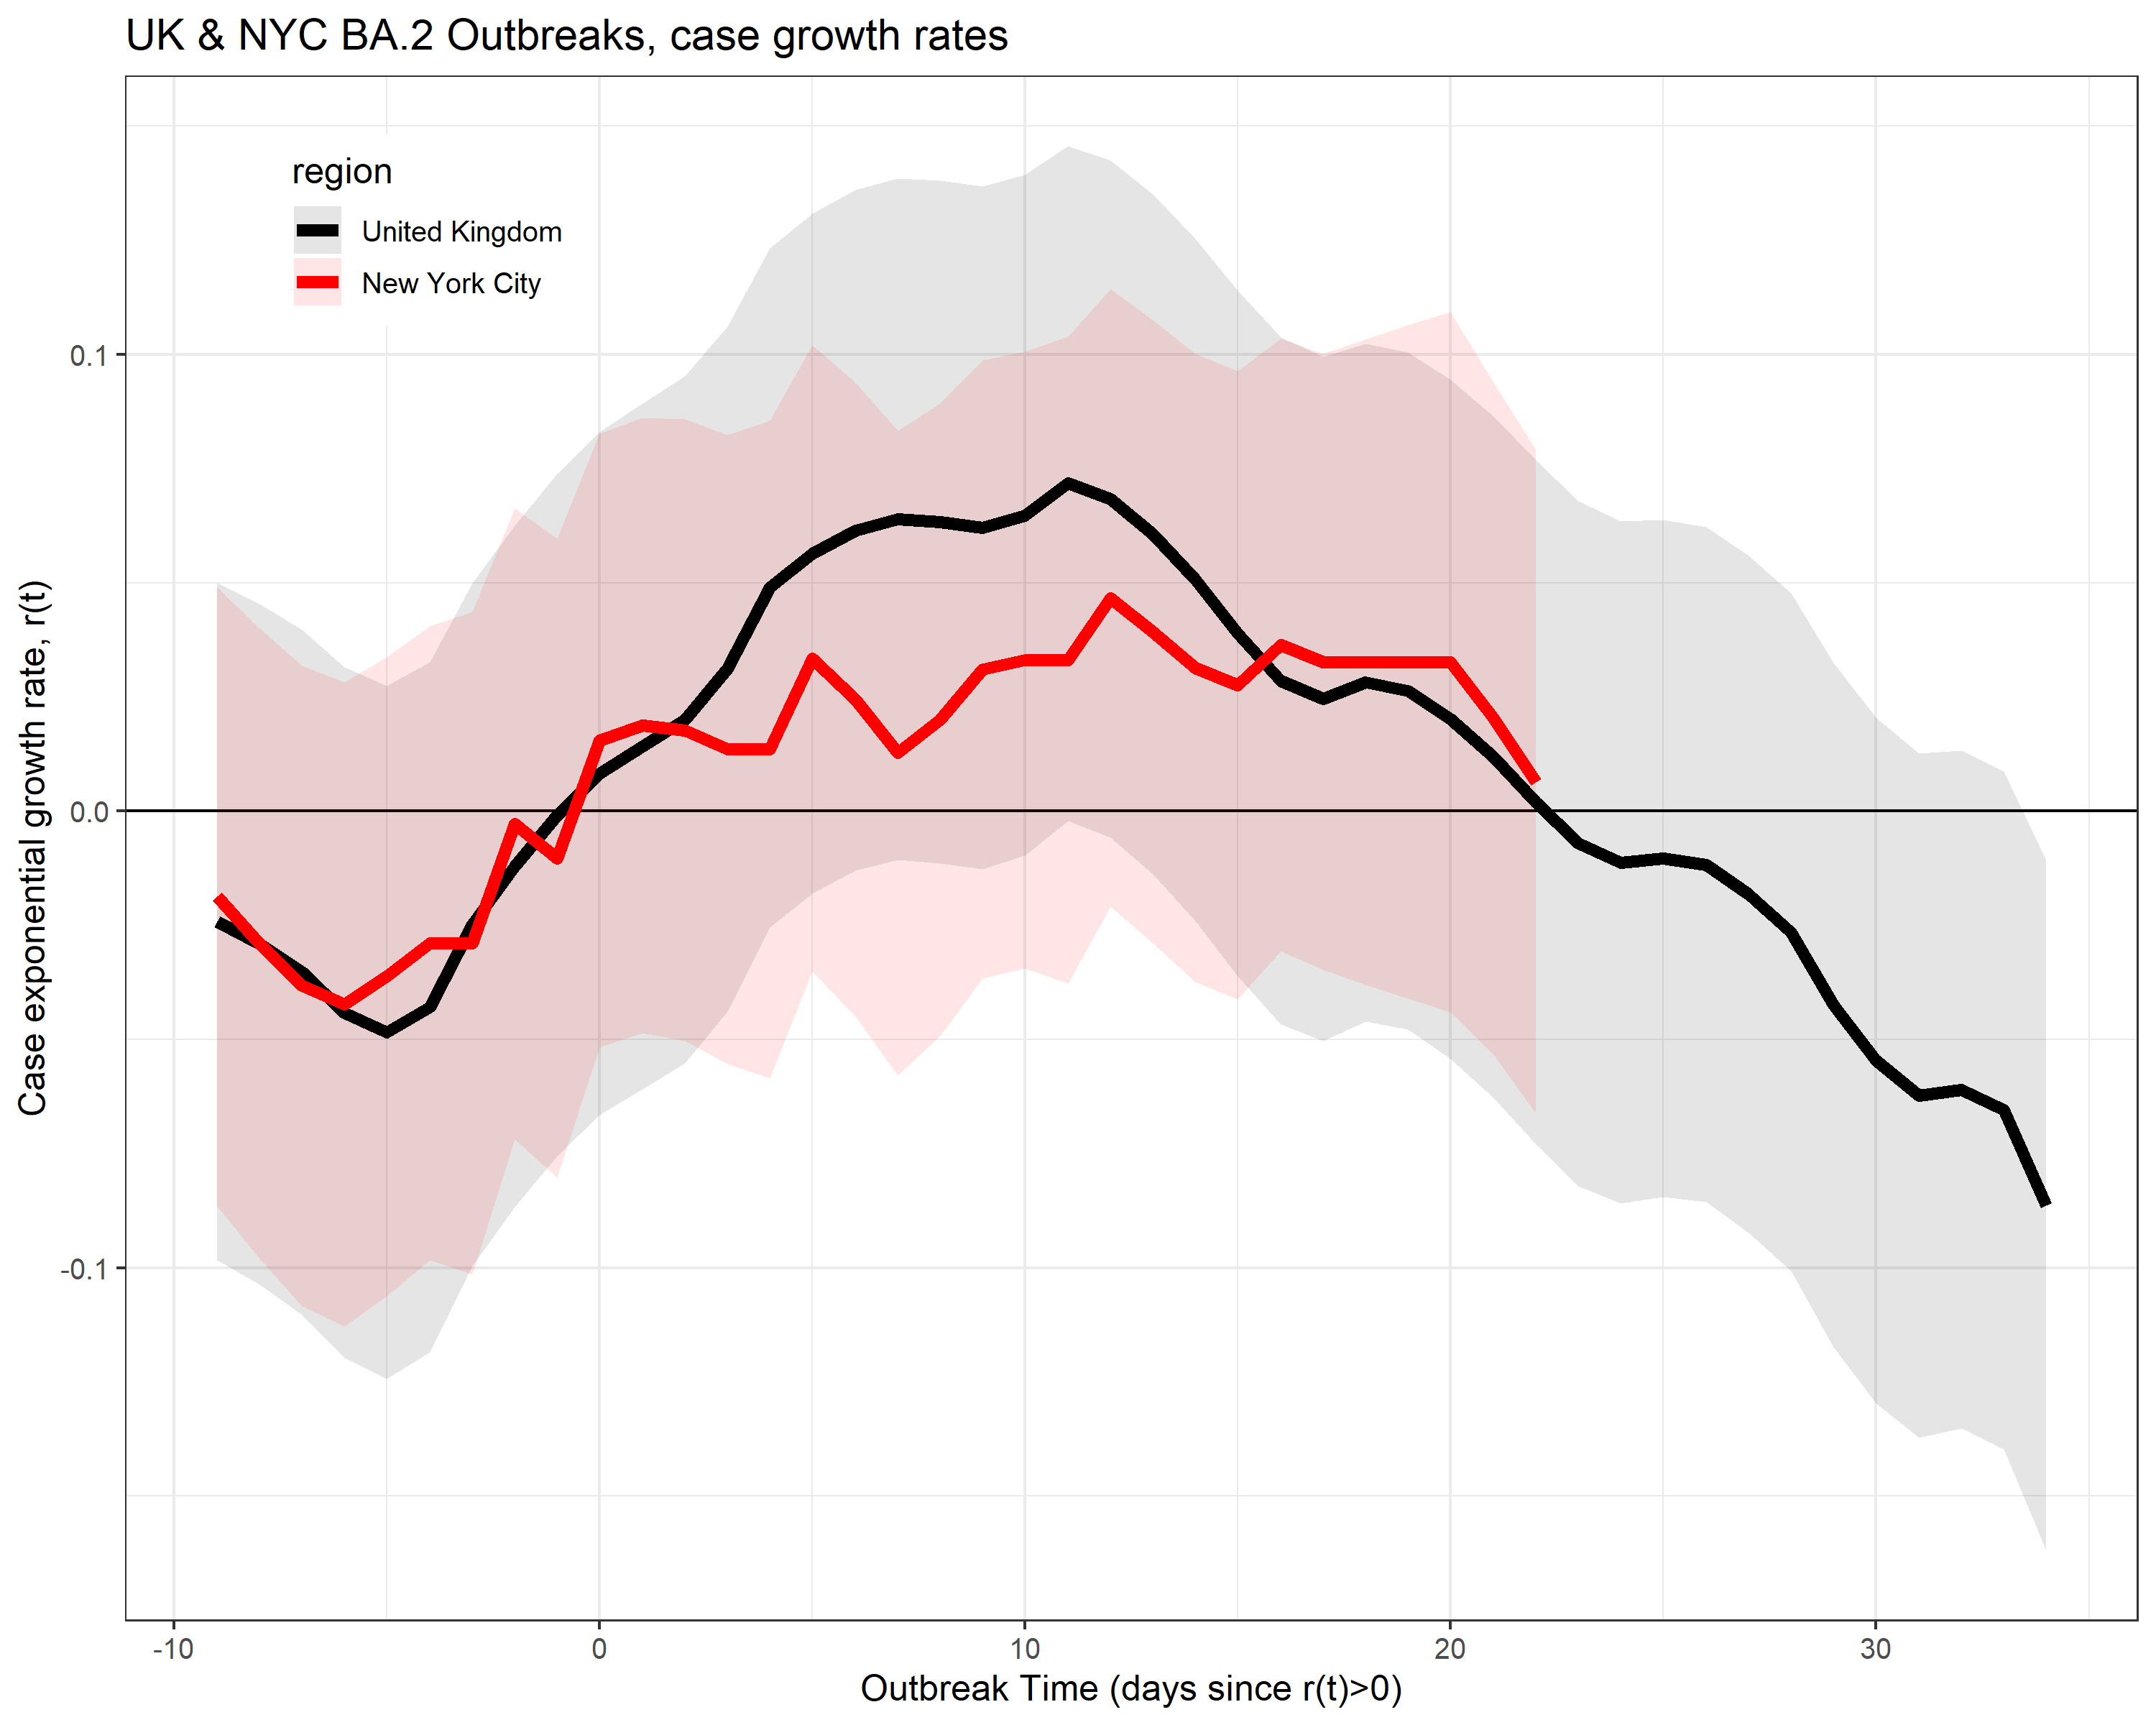 UK & NYC BA.2 Outbreaks, case growth rates
region
United Kingdom
New York City
Case exponential growth rate, r(t)
0.1
0.0
-0.1
-10 0 10 20 30
Outbreak Time (days since r(t)>0)